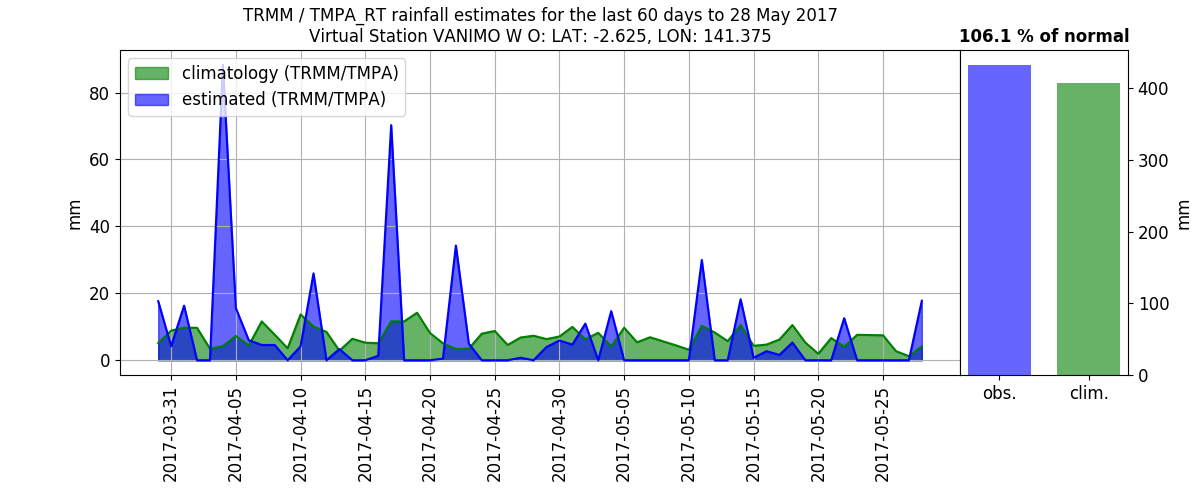 TRMM / TMPA_RT rainfall estimates for the last 60 days to 28 May 2017
Virtual Station VANIMO W O: LAT: -2.625, LON: 141.375
106.1 % of normal
climatology (TRMM/TMPA)
estimated (TRMM/TMPA)
mm
80
60
40
20
0
2017-03-31
2017-04-05
2017-04-10
2017-04-15
2017-04-20
2017-04-25
2017-04-30
2017-05-05
2017-05-10
2017-05-15
2017-05-20
2017-05-25
400
300
200
100
0
mm
obs.
clim.